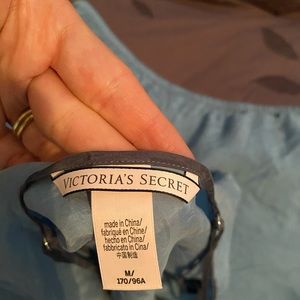 VICTORIA'S SECRET
made in China/
fabriqué en Chine/
hecho en China/
fabbricato in Cina/
中国制造
M/
170/96A